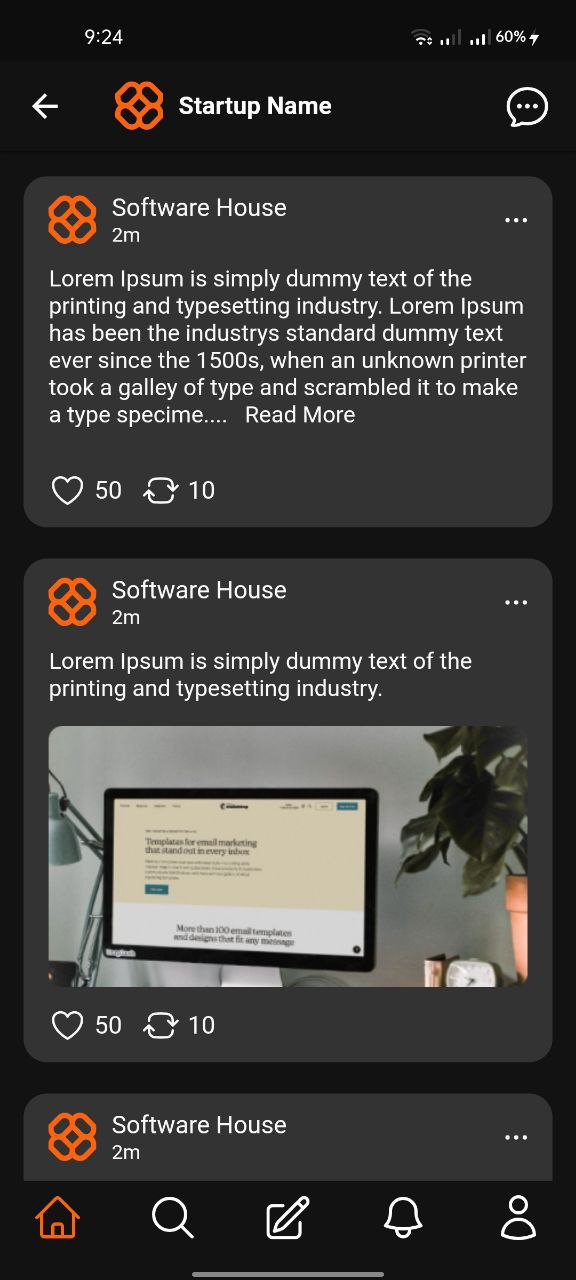 9:24
60%
Startup Name
Software House
2m
Lorem Ipsum is simply dummy text of the
printing and typesetting industry. Lorem Ipsum
has been the industrys standard dummy text
ever since the 1500s, when an unknown printer
took a galley of type and scrambled it to make
a type specime.... Read More
50 10
Software House
2m
Lorem Ipsum is simply dummy text of the
printing and typesetting industry.
Templates for email marketing
that stand out in every inbox
More than 100 email templates
and designs that fit any message
50 10
Software House
2m